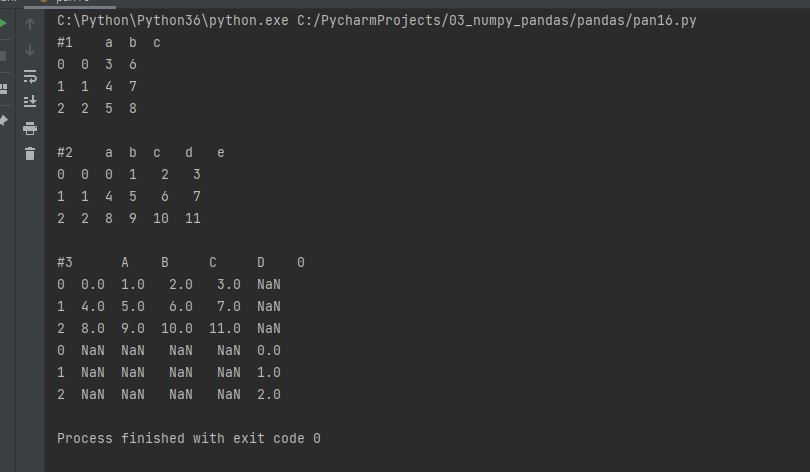 C:\Python\Python36\python.exe C:/PycharmProjects/03_numpy_pandas/pandas/pan16.py
#1    a  b  c
0  0  3  6
1  1  4  7
2  2  5  8
#2    a  b  c   d   e
0  0  0  1   2   3
1  1  4  5   6   7
2  2  8  9  10  11
#3      A    B     C     D    0
0  0.0  1.0   2.0   3.0  NaN
1  4.0  5.0   6.0   7.0  NaN
2  8.0  9.0  10.0  11.0  NaN
0  NaN  NaN   NaN   NaN  0.0
1  NaN  NaN   NaN   NaN  1.0
2  NaN  NaN   NaN   NaN  2.0
Process finished with exit code 0